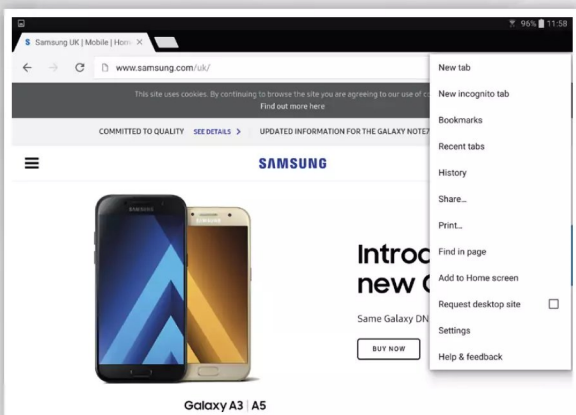 96% 11:58
S Samsung UK | Mobile | Hom
www.samsung.com/uk/
This site uses cookies. By continuing to browse the site you are agreeing to our use of
Find out more here
COMMITTED TO QUALITY SEE DETAILS > UPDATED INFORMATION FOR THE GALAXY NOTE7
SAMSUNG
SAMSUNG
SAMSUNG
Introd
new
Same Galaxy DN
BUY NOW
Galaxy A3 | A5
New tab
New incognito tab
Bookmarks
Recent tabs
History
Share...
Print...
Find in page
Add to Home screen
Request desktop site
Settings
Help & feedback